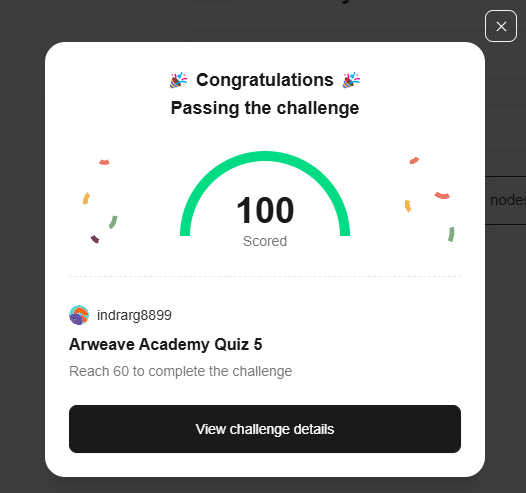 Congratulations
Passing the challenge
nodes
100
Scored
indrarg8899
Arweave Academy Quiz 5
Reach 60 to complete the challenge
View challenge details